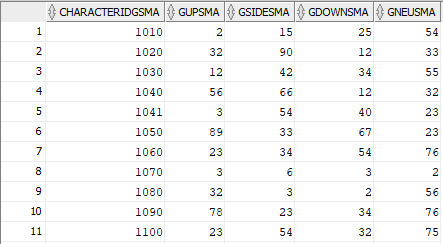 CHARACTERIDGSMA GUPSMA GSIDESMA GDOWNSMA GNEUSMA
1 1010 2 15 25 54
2 1020 32 90 12 33
3 1030 12 42 34 55
4 1040 56 66 12 32
5 1041 3 54 40 23
6 1050 89 33 67 23
7 1060 23 34 54 76
8 1070 3 6 3 2
9 1080 32 3 2 56
10 1090 78 23 34 76
11 1100 23 54 32 75